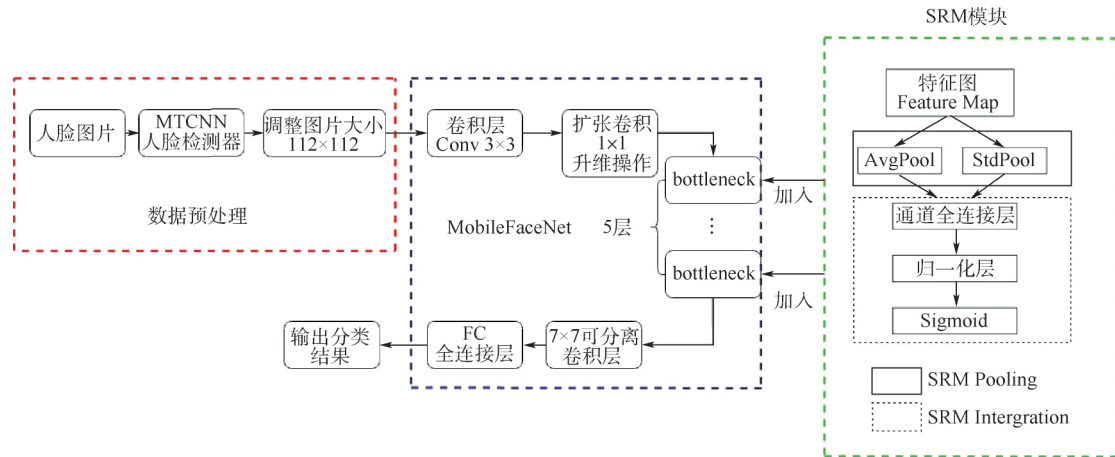 SRM模块
人脸图片
MTCNN
人脸检测器
调整图片大小
112×112
数据预处理
卷积层
Conv 3×3
扩张卷积
1×1
升维操作
bottleneck
MobileFaceNet
5层
⋮
bottleneck
7×7可分离
卷积层
FC
全连接层
输出分类
结果
加入
加入
特征图
Feature Map
AvgPool
StdPool
通道全连接层
归一化层
Sigmoid
SRM Pooling
SRM Intergration